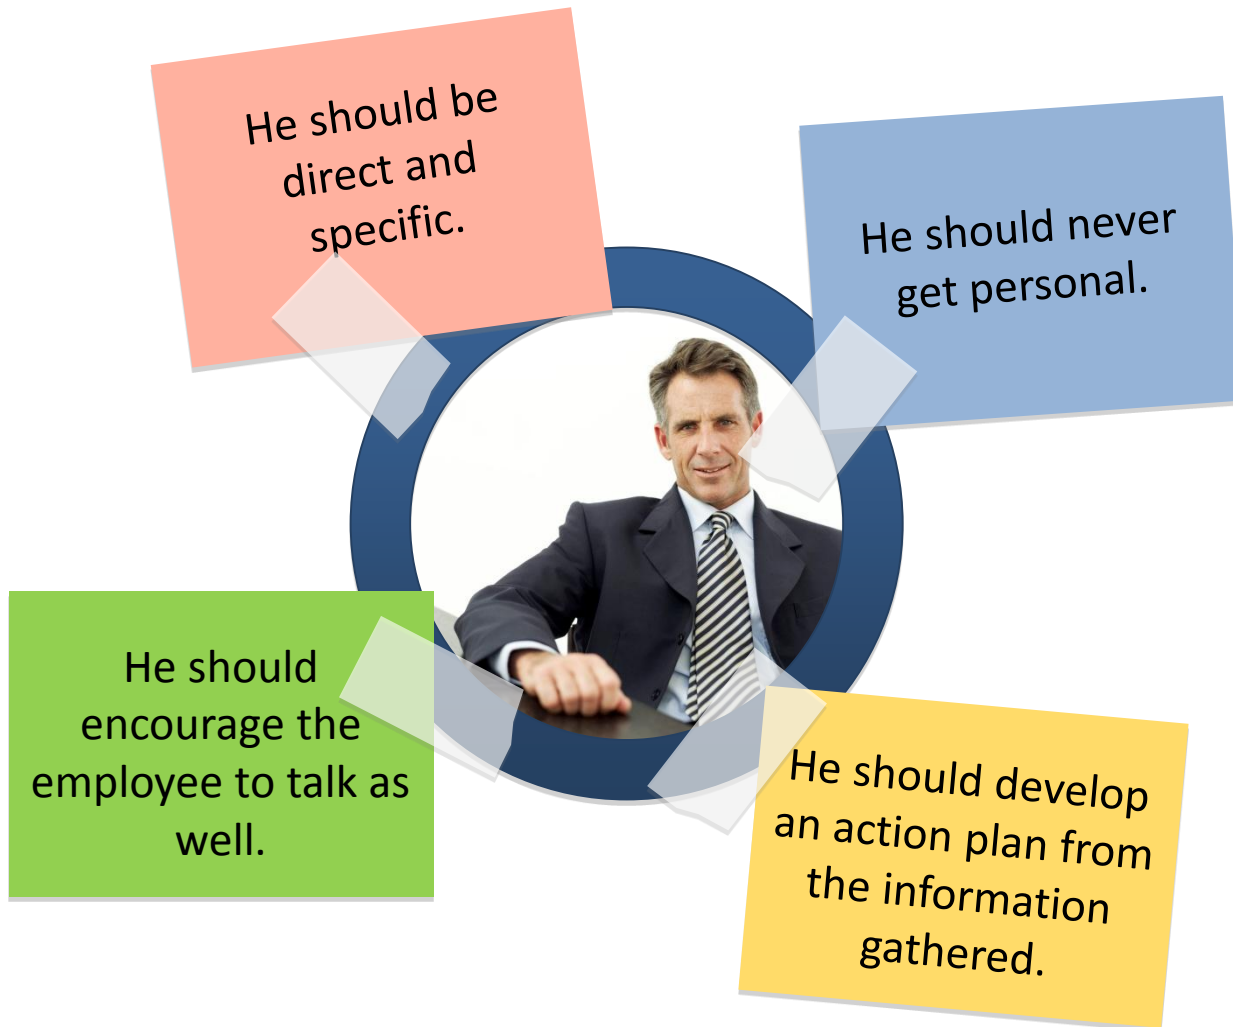 He should be
direct and
specific.
He should never
get personal.
He should
encourage the
employee to talk as
well.
He should develop
an action plan from
the information
gathered.